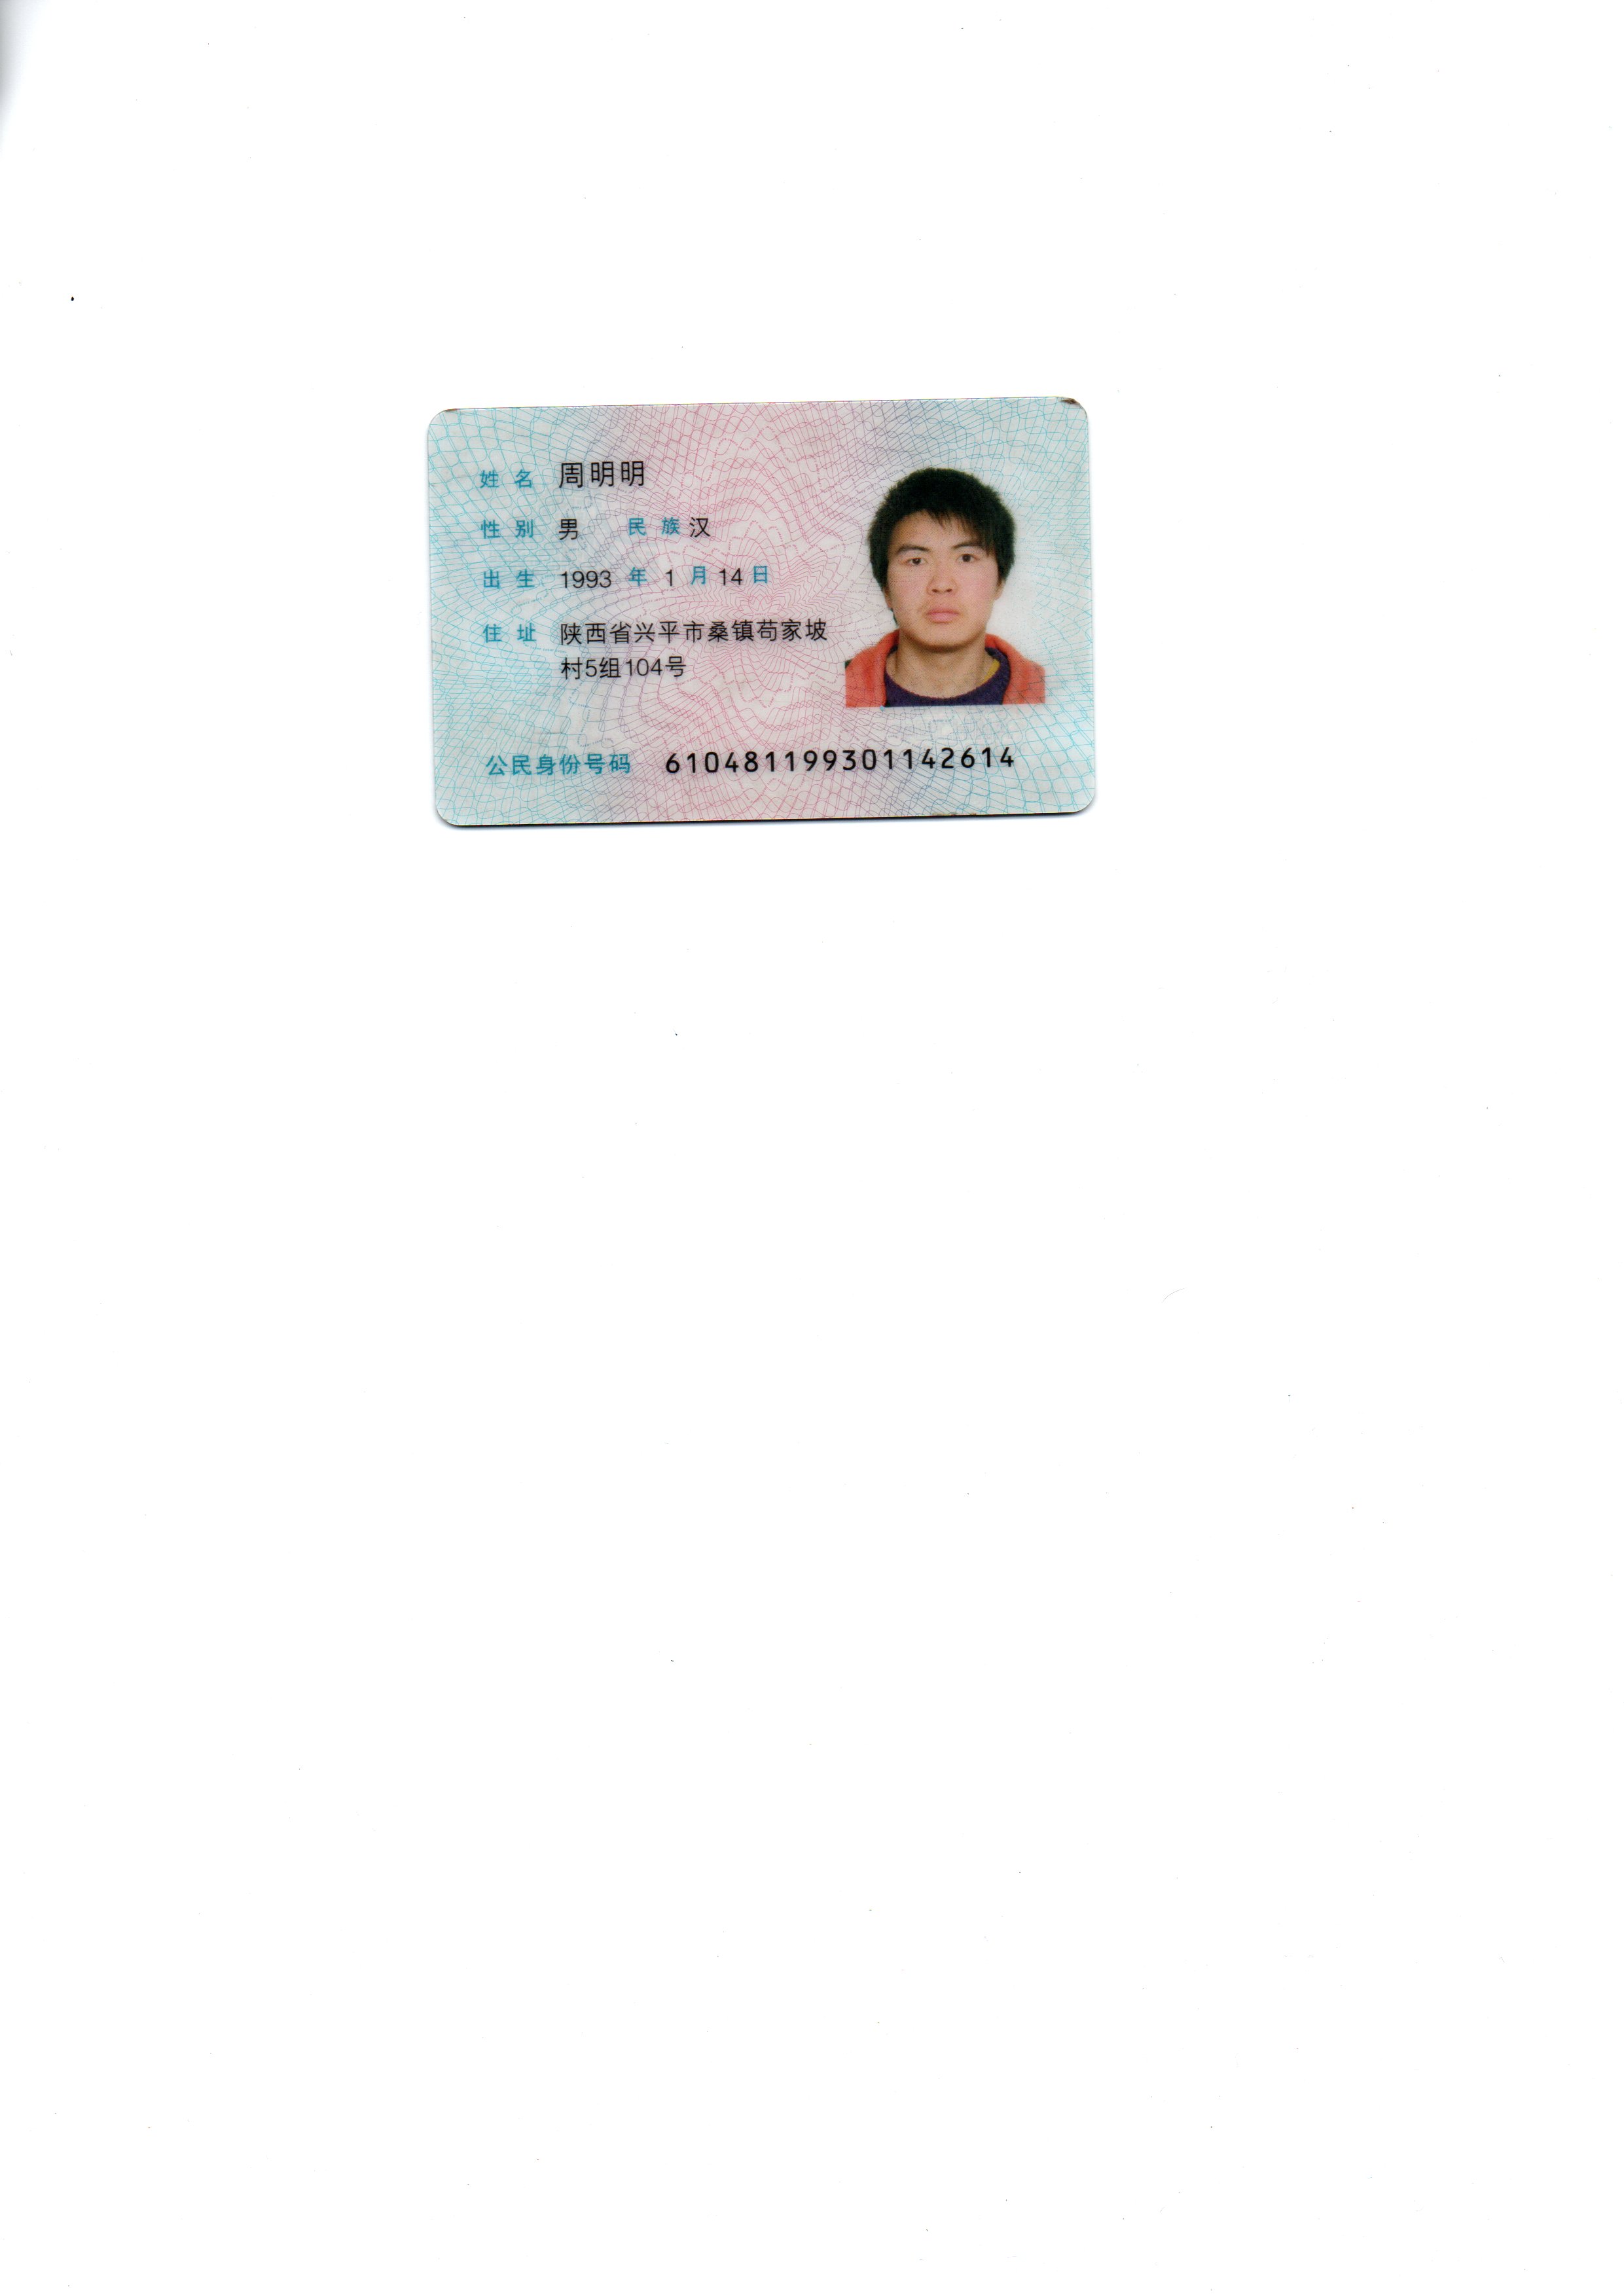 姓名 周明明
性别 男 民族 汉
出生 1993 年 1 月 14 日
住址 陕西省兴平市桑镇苟家坡
村5组104号
公民身份号码 610481199301142614